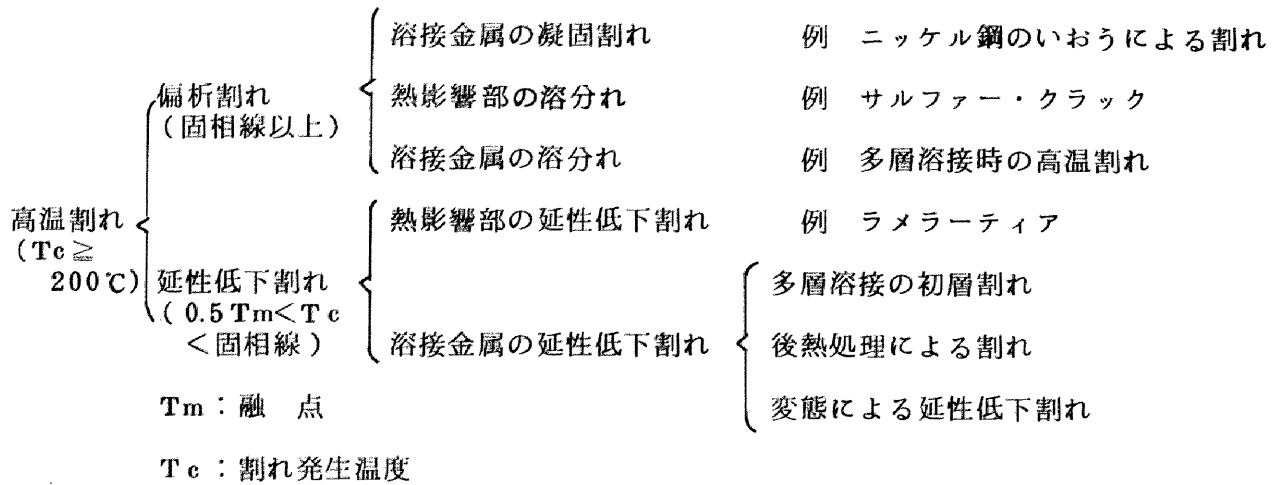 溶接金属の凝固割れ 例 ニッケル鋼のいおうによる割れ
偏析割れ
(固相線以上)
熱影響部の溶分れ 例 サルファー・クラック
溶接金属の溶分れ 例 多層溶接時の高温割れ
高温割れ
(Tc≧
200℃)
熱影響部の延性低下割れ 例 ラメラーティア
延性低下割れ
(0.5Tm<Tc
<固相線)
溶接金属の延性低下割れ
多層溶接の初層割れ
後熱処理による割れ
変態による延性低下割れ
Tm:融 点
Tc:割れ発生温度